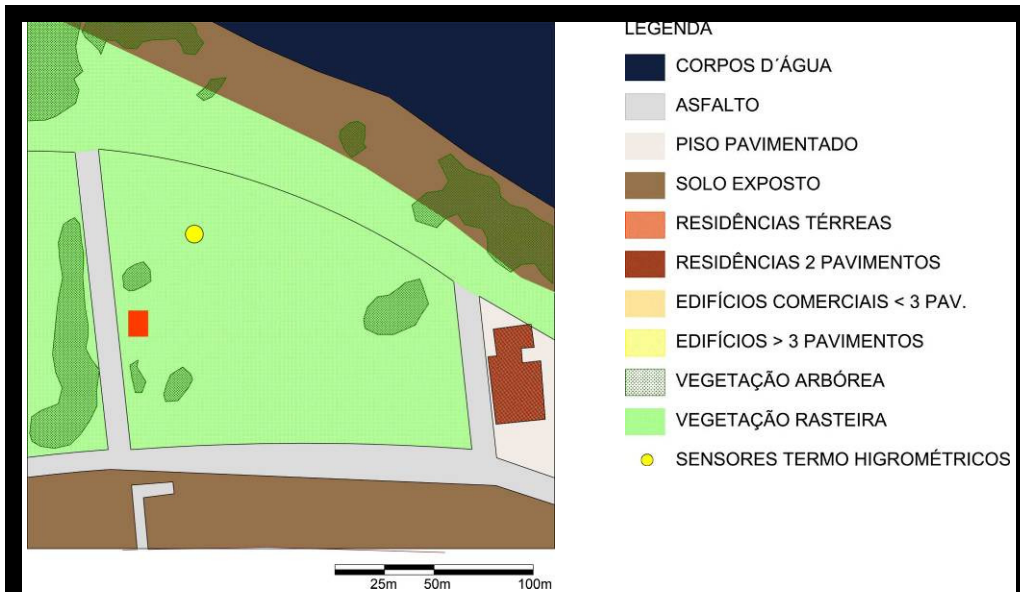 LEGENDA
CORPOS D´ÁGUA
ASFALTO
PISO PAVIMENTADO
SOLO EXPOSTO
RESIDÊNCIAS TÉRREAS
RESIDÊNCIAS 2 PAVIMENTOS
EDIFÍCIOS COMERCIAIS < 3 PAV.
EDIFÍCIOS > 3 PAVIMENTOS
VEGETAÇÃO ARBÓREA
VEGETAÇÃO RASTEIRA
SENSORES TERMO HIGROMÉTRICOS
25m 50m 100m